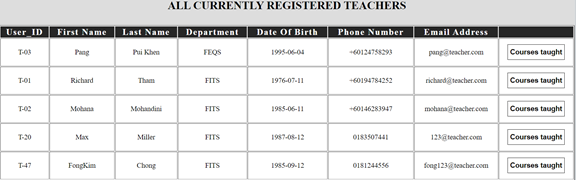 ALL CURRENTLY REGISTERED TEACHERS
User_ID First Name Last Name Department Date Of Birth Phone Number Email Address
T-03 Pang Pui Khen FEQS 1995-06-04 +60124758293 pang@teacher.com Courses taught
T-01 Richard Tham FITS 1976-07-11 +60194784252 richard@teacher.com Courses taught
T-02 Mohana Mohandini FITS 1985-06-11 +60146283947 mohana@teacher.com Courses taught
T-20 Max Miller FITS 1987-08-12 0183507441 123@teacher.com Courses taught
T-47 FongKim Chong FITS 1985-09-12 0181244556 fong123@teacher.com Courses taught